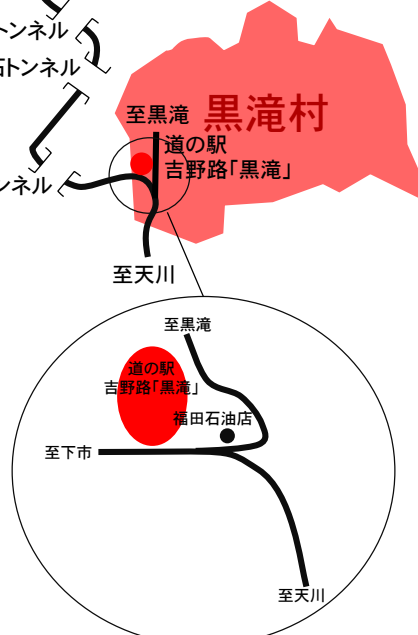 トンネル
トンネル
至黒滝
黒滝村
道の駅
吉野路「黒滝」
ンネル
至天川
至黒滝
道の駅
吉野路「黒滝」
福田石油店
至下市
至天川